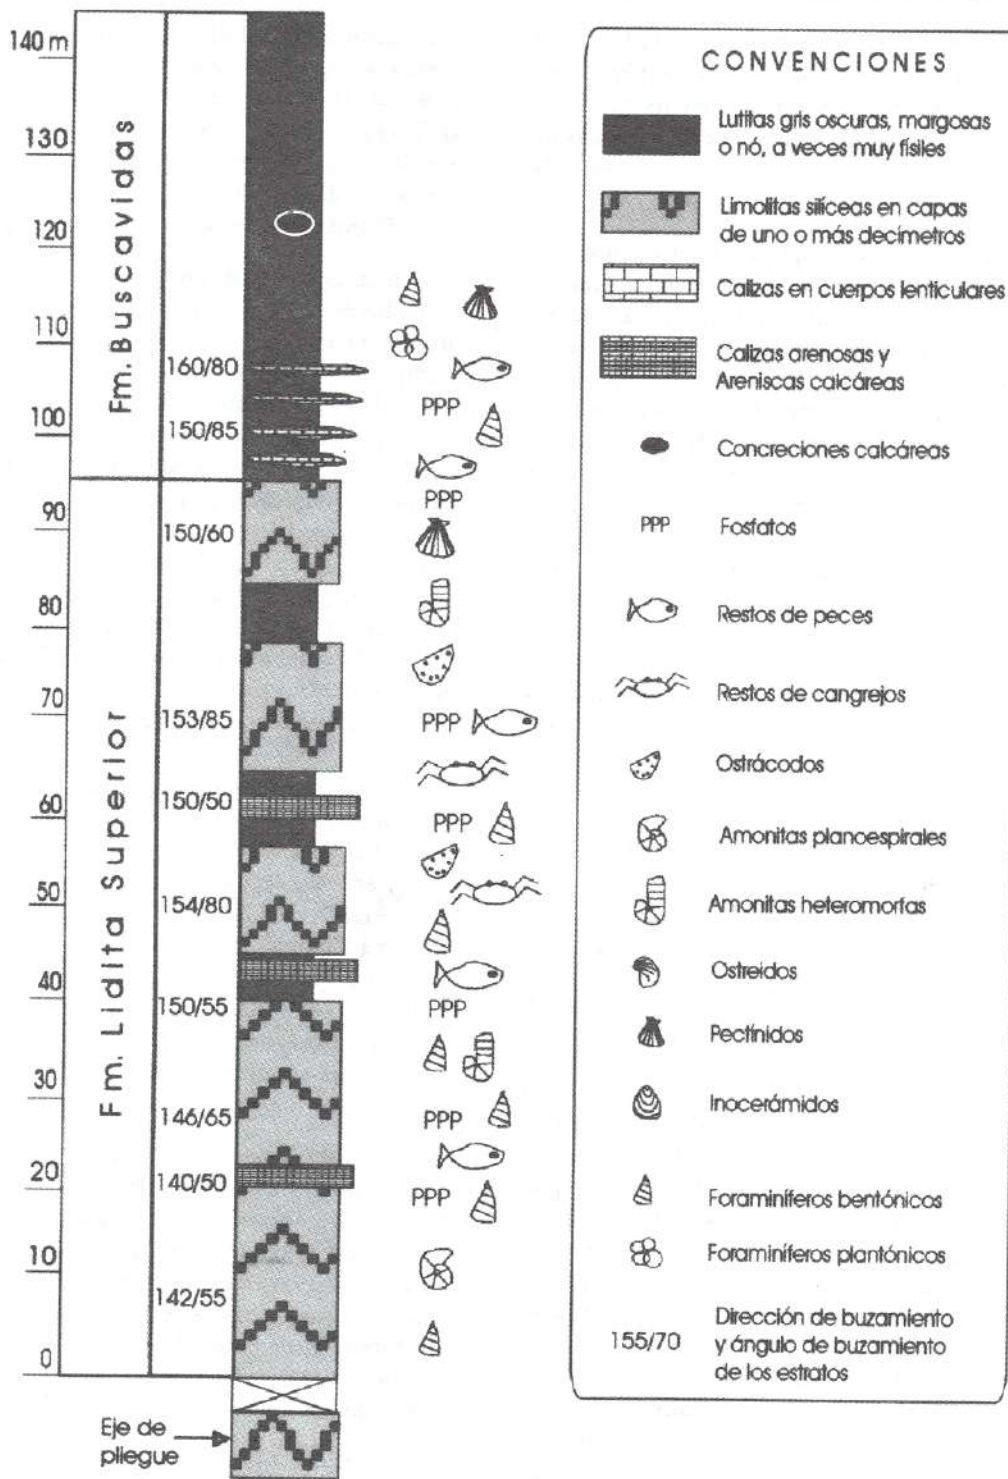 140 m
130
120
110
100
90
80
70
60
50
40
30
20
10
0
Fm. Buscavidas
Fm. Lidita Superior
160/80
150/85
150/60
153/85
150/50
154/80
150/55
146/65
140/50
142/55
PPP
PPP
PPP
PPP
PPP
PPP
PPP
Eje de
pliegue
CONVENCIONES
Lutitas gris oscuras, margosas
o nó, a veces muy físiles
Limolitas silíceas en capas
de uno o más decímetros
Calizas en cuerpos lenticulares
Calizas arenosas y
Areniscas calcáreas
Concreciones calcáreas
PPP Fosfatos
Restos de peces
Restos de cangrejos
Ostrácodos
Amonitas planoespirales
Amonitas heteromorfas
Ostreidos
Pectínidos
Inocerámidos
Foraminíferos bentónicos
Foraminíferos plantónicos
155/70
Dirección de buzamiento
y ángulo de buzamiento
de los estratos